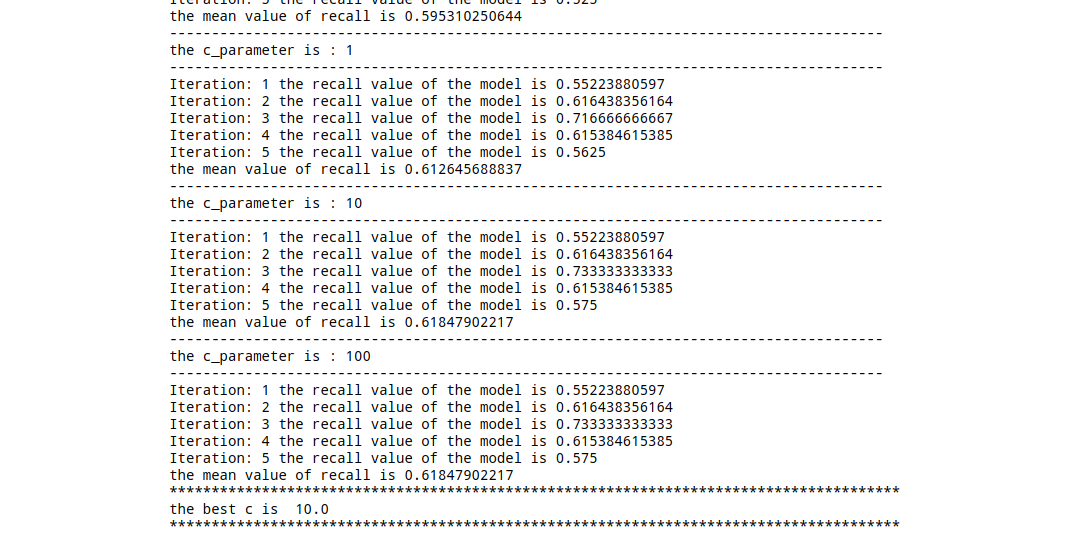 Iteration: 5 the recall value of the model is 0.525
the mean value of recall is 0.595310250644
-------------------------------------------------------------------------------------
the c_parameter is : 1
-------------------------------------------------------------------------------------
Iteration: 1 the recall value of the model is 0.55223880597
Iteration: 2 the recall value of the model is 0.616438356164
Iteration: 3 the recall value of the model is 0.716666666667
Iteration: 4 the recall value of the model is 0.615384615385
Iteration: 5 the recall value of the model is 0.5625
the mean value of recall is 0.612645688837
-------------------------------------------------------------------------------------
the c_parameter is : 10
-------------------------------------------------------------------------------------
Iteration: 1 the recall value of the model is 0.55223880597
Iteration: 2 the recall value of the model is 0.616438356164
Iteration: 3 the recall value of the model is 0.733333333333
Iteration: 4 the recall value of the model is 0.615384615385
Iteration: 5 the recall value of the model is 0.575
the mean value of recall is 0.61847902217
-------------------------------------------------------------------------------------
the c_parameter is : 100
-------------------------------------------------------------------------------------
Iteration: 1 the recall value of the model is 0.55223880597
Iteration: 2 the recall value of the model is 0.616438356164
Iteration: 3 the recall value of the model is 0.733333333333
Iteration: 4 the recall value of the model is 0.615384615385
Iteration: 5 the recall value of the model is 0.575
the mean value of recall is 0.61847902217
***************************************************************************************
the best c is  10.0
***************************************************************************************